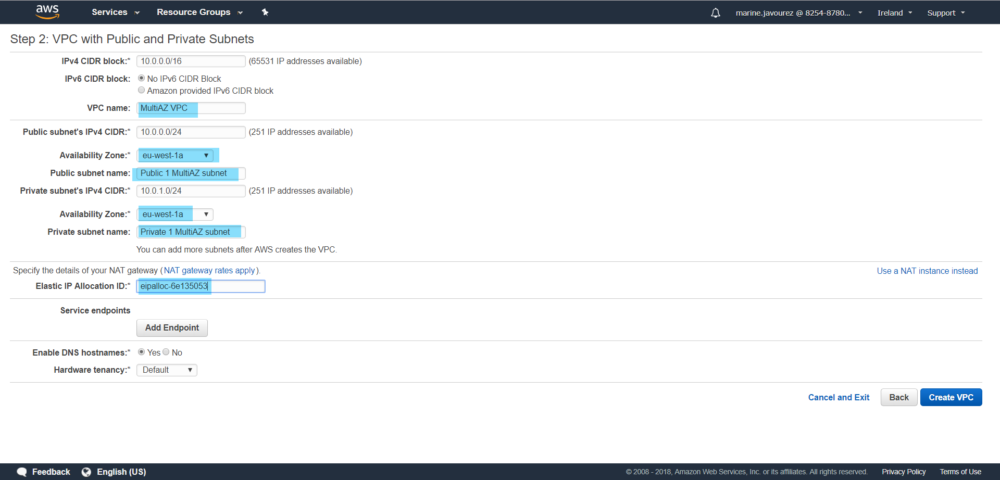 aws Services Resource Groups marine.javourez @ 8254-8780... Ireland Support
Step 2: VPC with Public and Private Subnets
IPv4 CIDR block:* 10.0.0.0/16 (65531 IP addresses available)
IPv6 CIDR block: No IPv6 CIDR Block
Amazon provided IPv6 CIDR block
VPC name: MultiAZ VPC
Public subnet's IPv4 CIDR:* 10.0.0.0/24 (251 IP addresses available)
Availability Zone:* eu-west-1a
Public subnet name: Public 1 MultiAZ subnet
Private subnet's IPv4 CIDR:* 10.0.1.0/24 (251 IP addresses available)
Availability Zone:* eu-west-1a
Private subnet name: Private 1 MultiAZ subnet
You can add more subnets after AWS creates the VPC.
Specify the details of your NAT gateway (NAT gateway rates apply). Use a NAT instance instead
Elastic IP Allocation ID:* eipalloc-6e135053
Service endpoints
Add Endpoint
Enable DNS hostnames:* Yes No
Hardware tenancy:* Default
Cancel and Exit Back Create VPC
Feedback English (US) © 2008 - 2018, Amazon Web Services, Inc. or its affiliates. All rights reserved. Privacy Policy Terms of Use